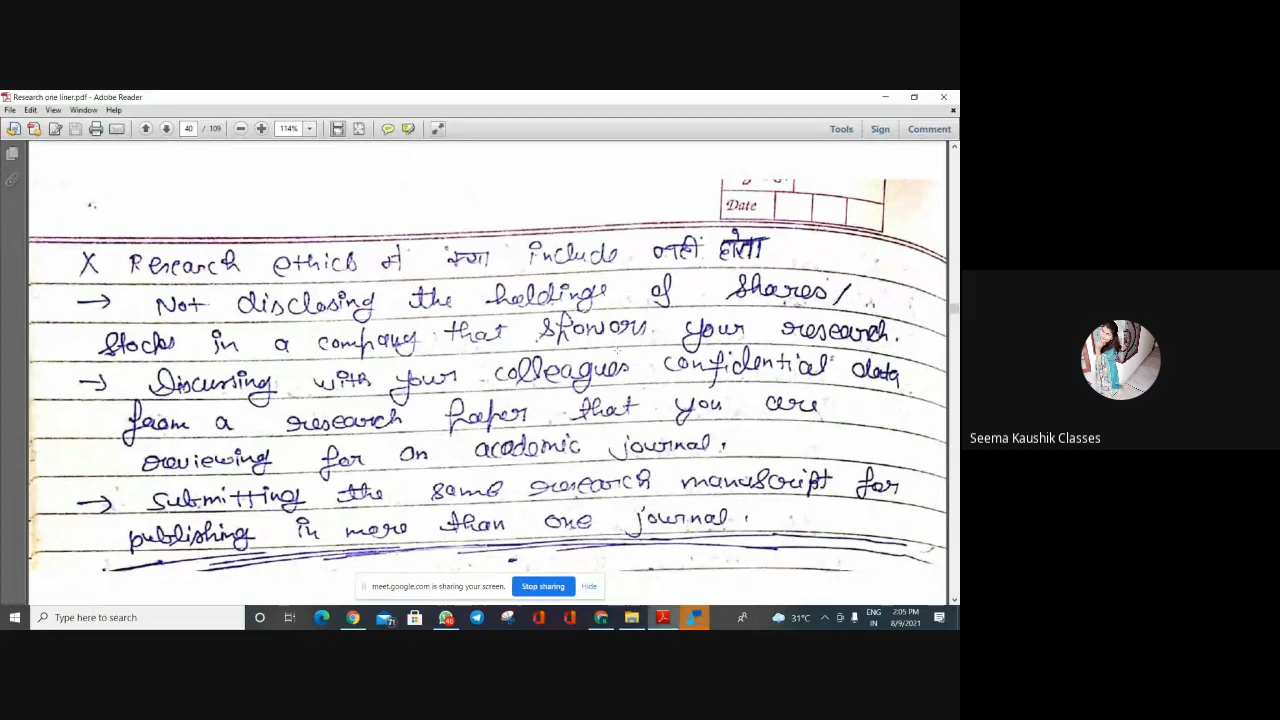 Research one liner.pdf - Adobe Reader
File Edit View Window Help
40 / 109 114% Tools Sign Comment
Date
X Research ethics में क्या include नहीं होता
→ Not disclosing the holdings of shares/
stocks in a company that sponsors your research.
→ Discussing with your colleagues confidential data
from a research paper that you are
reviewing for an academic journal.
→ submitting the same research manuscript for
publishing in more than one journal.
Seema Kaushik Classes
meet.google.com is sharing your screen. Stop sharing Hide
Type here to search
71
46
31°C
ENG
IN
2:05 PM
8/9/2021